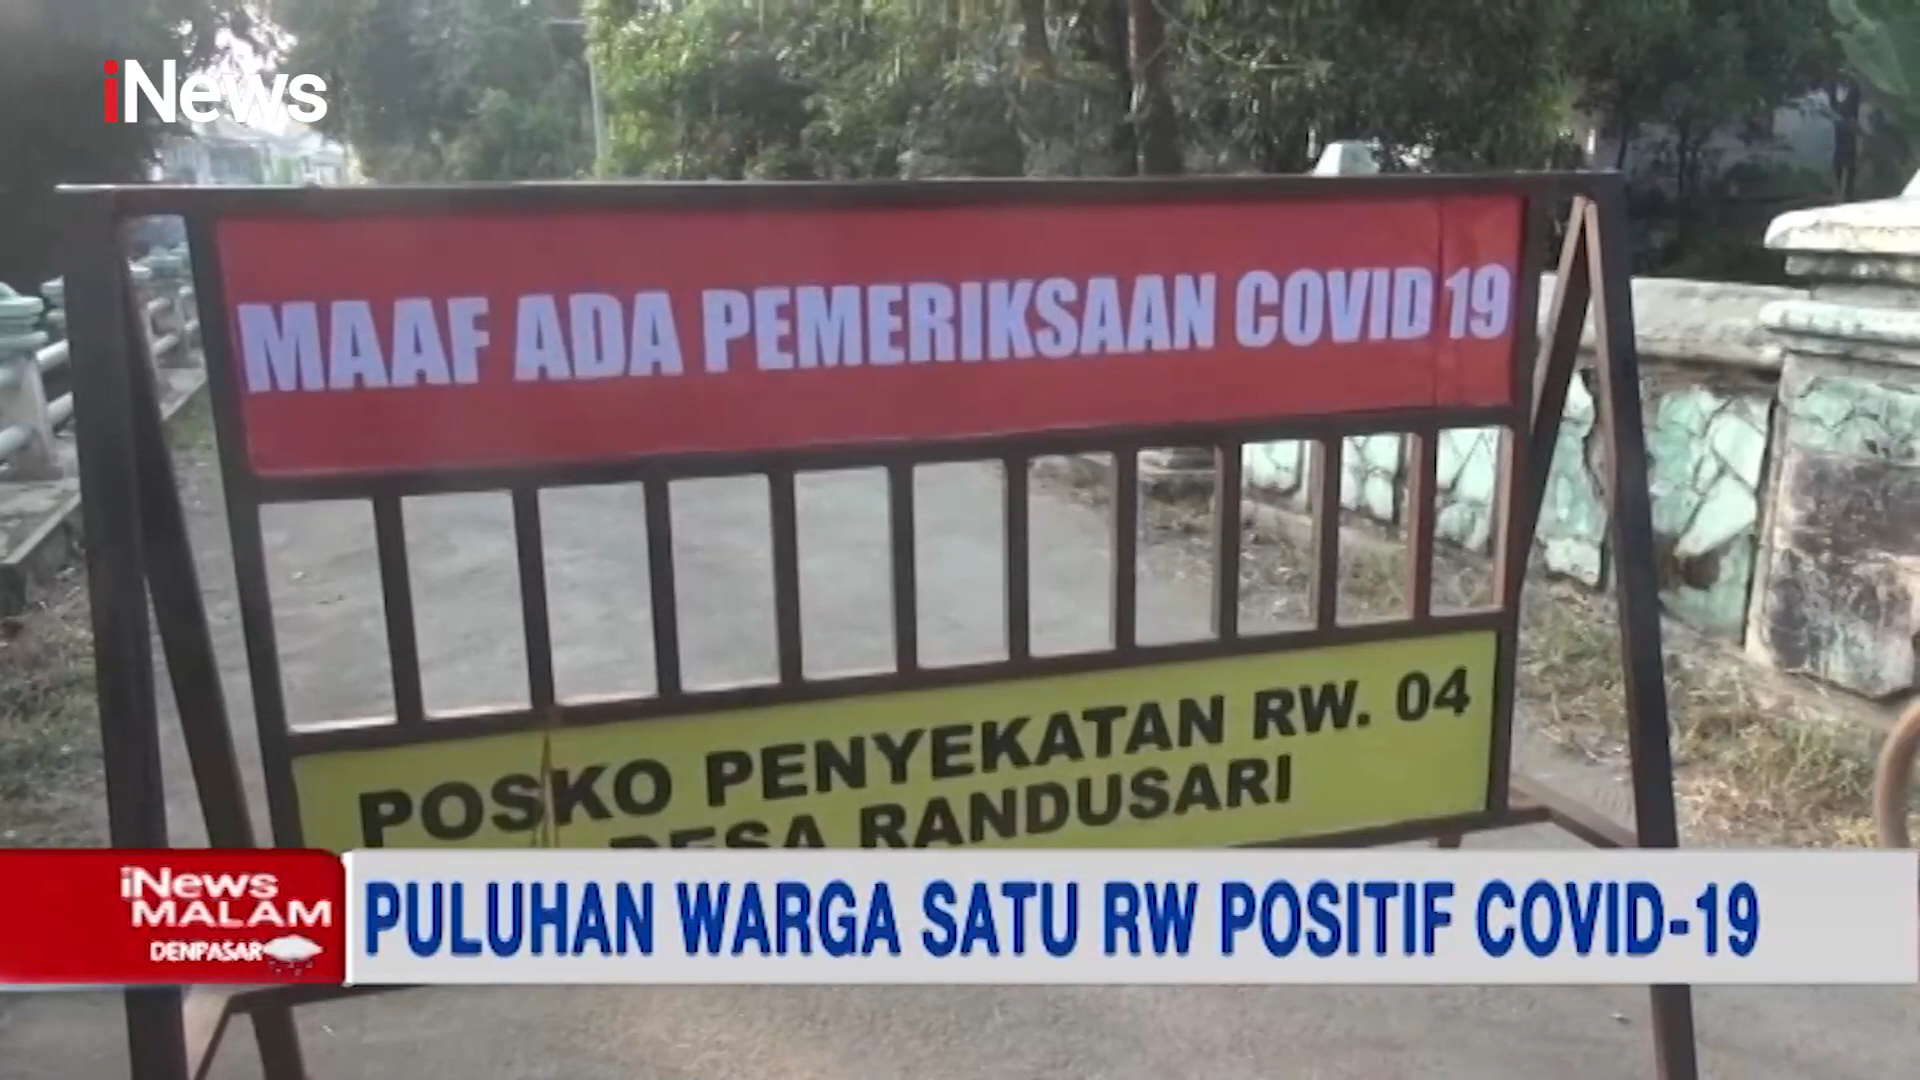 iNews
MAAF ADA PEMERIKSAAN COVID 19
POSKO PENYEKATAN RW. 04
DESA RANDUSARI
iNews
MALAM
DENPASAR
PULUHAN WARGA SATU RW POSITIF COVID-19